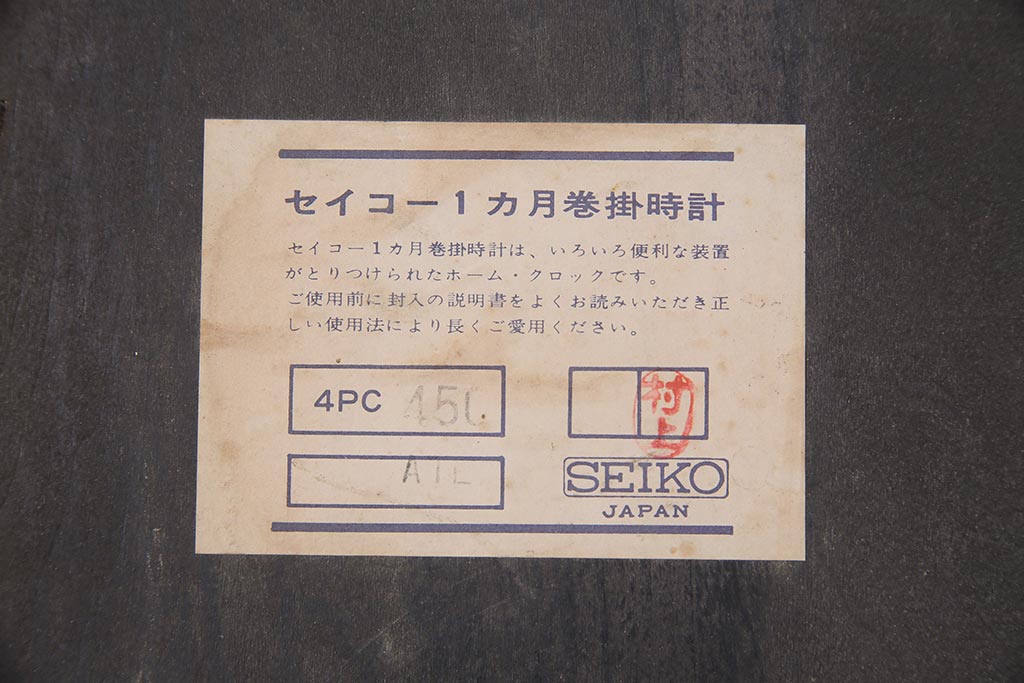 セイコー1カ月巻掛時計
セイコー1カ月巻掛時計は、いろいろ便利な装置
がとりつけられたホーム・クロックです。
ご使用前に封入の説明書をよくお読みいただき正
しい使用法により長くご愛用ください。
4PC
村上
SEIKO
JAPAN